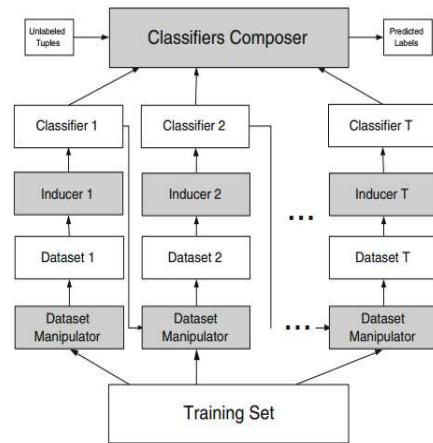 Unlabeled
Tuples
Classifiers Composer
Predicted
Labels
Classifier 1
Classifier 2
Classifier T
Inducer 1
Inducer 2
Inducer T
...
Dataset 1
Dataset 2
Dataset T
Dataset
Manipulator
Dataset
Manipulator
...
Dataset
Manipulator
Training Set